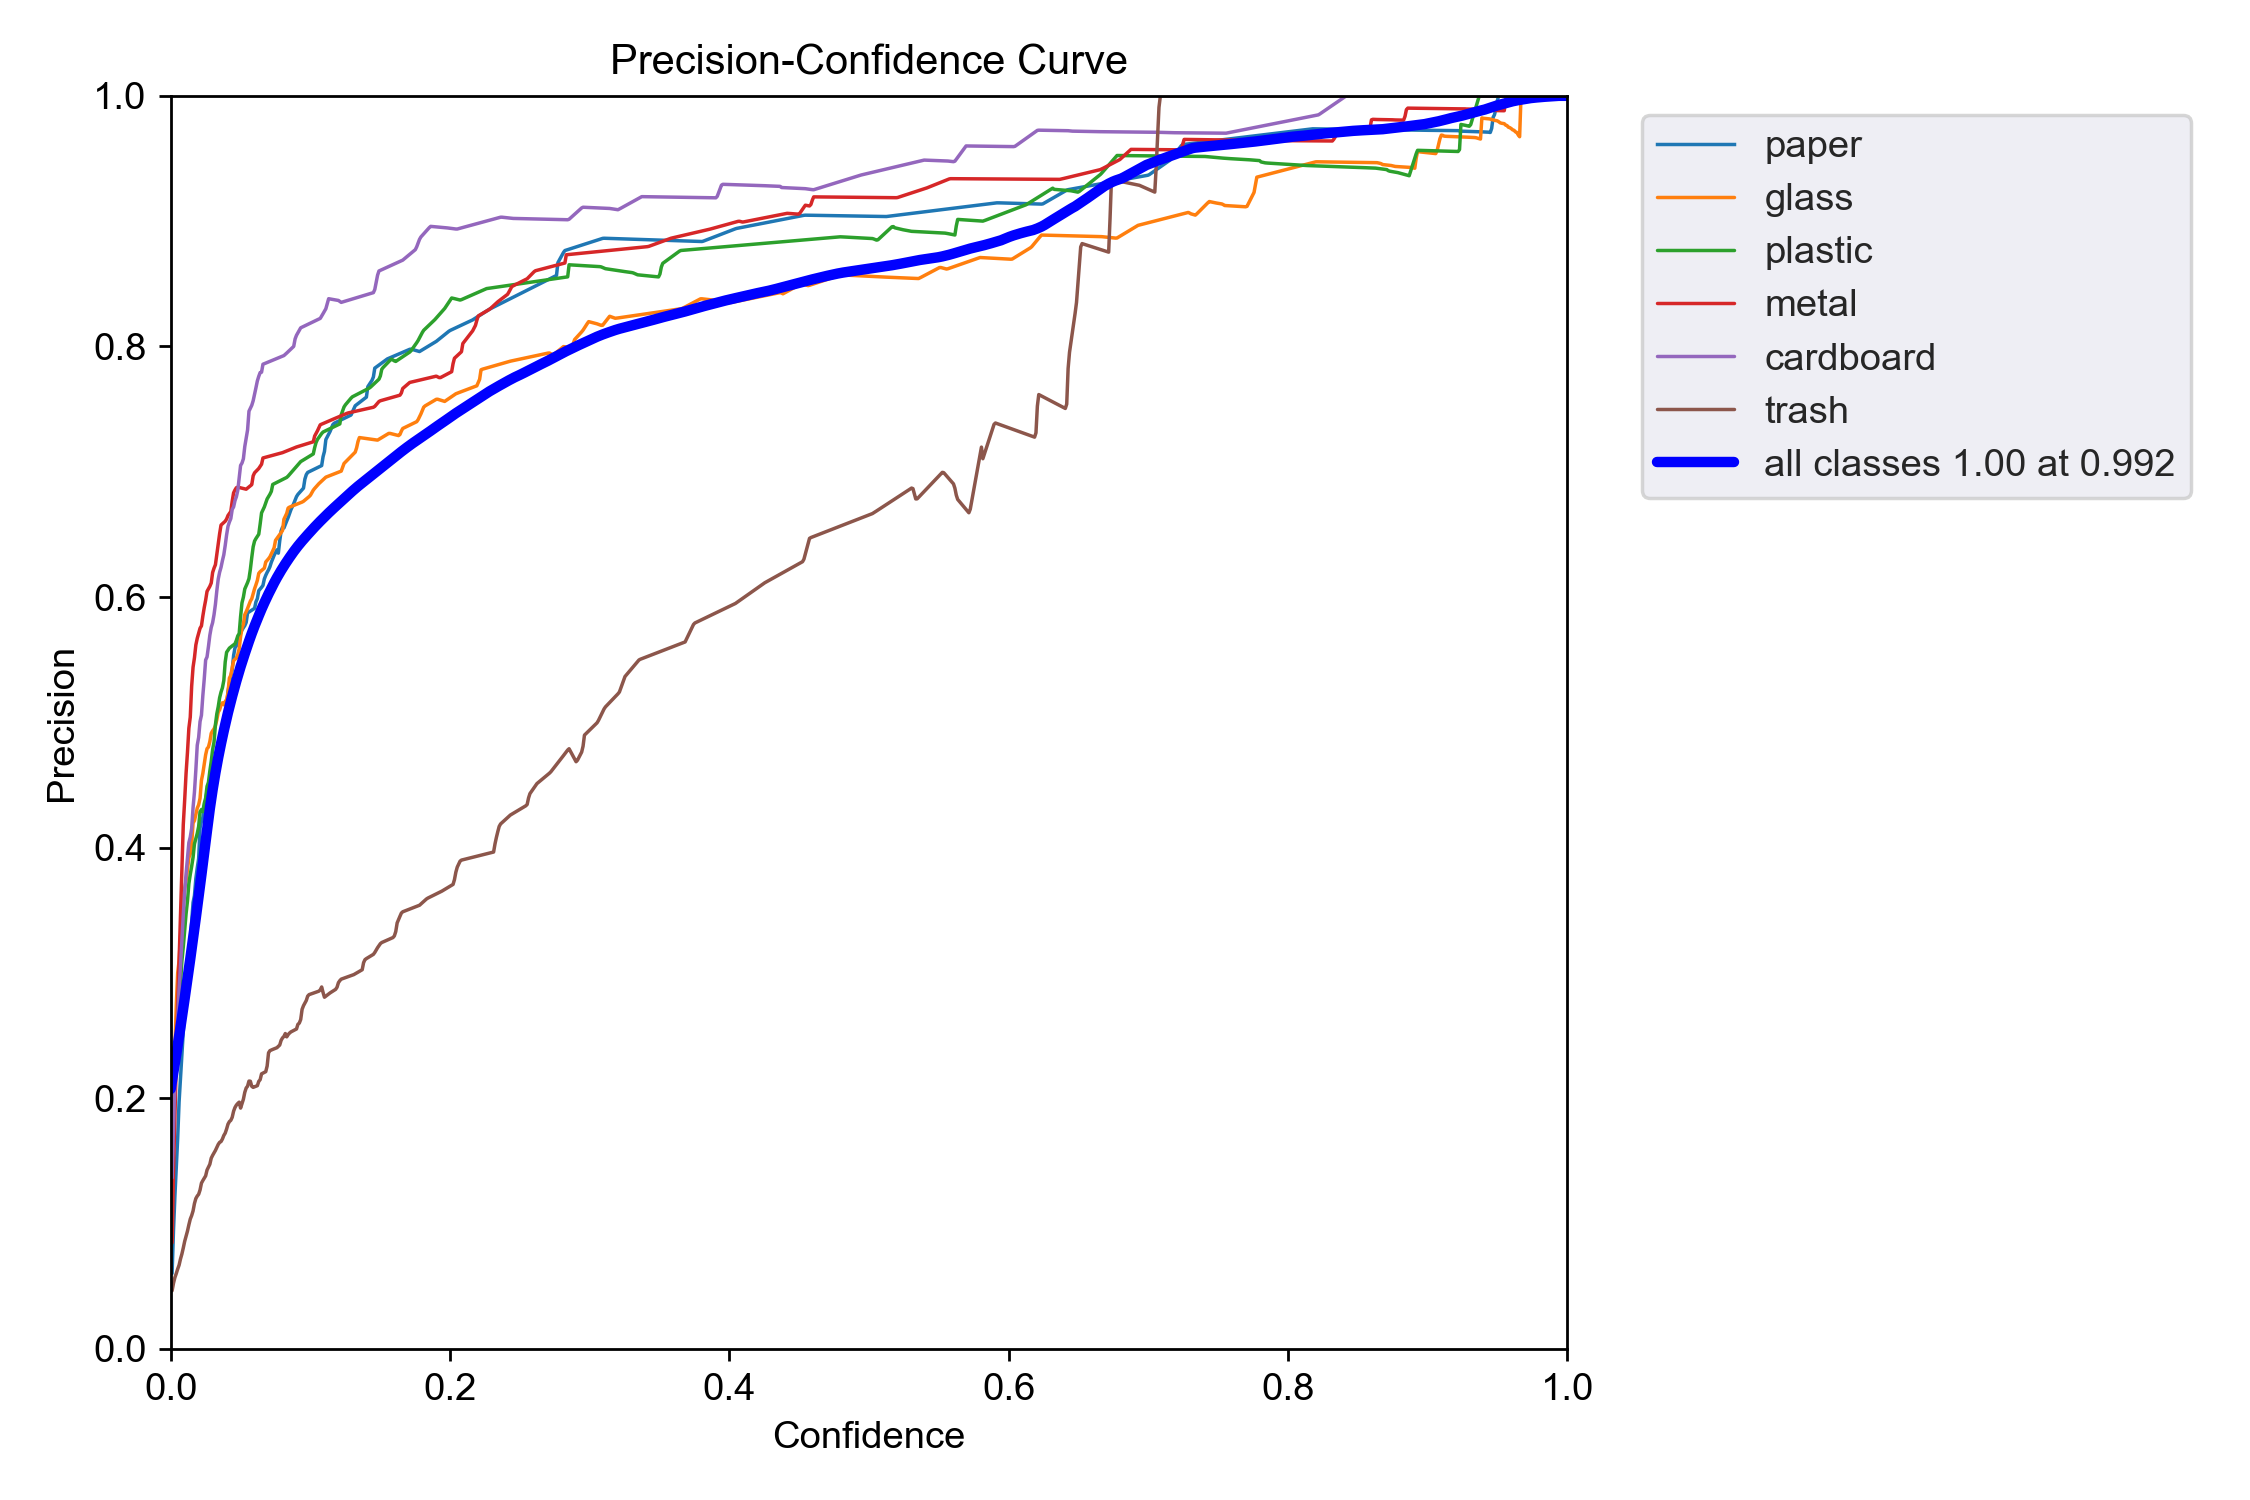 Precision-Confidence Curve
1.0
0.8
0.6
0.4
0.2
0.0
Precision
0.0 0.2 0.4 0.6 0.8 1.0
Confidence
paper
glass
plastic
metal
cardboard
trash
all classes 1.00 at 0.992